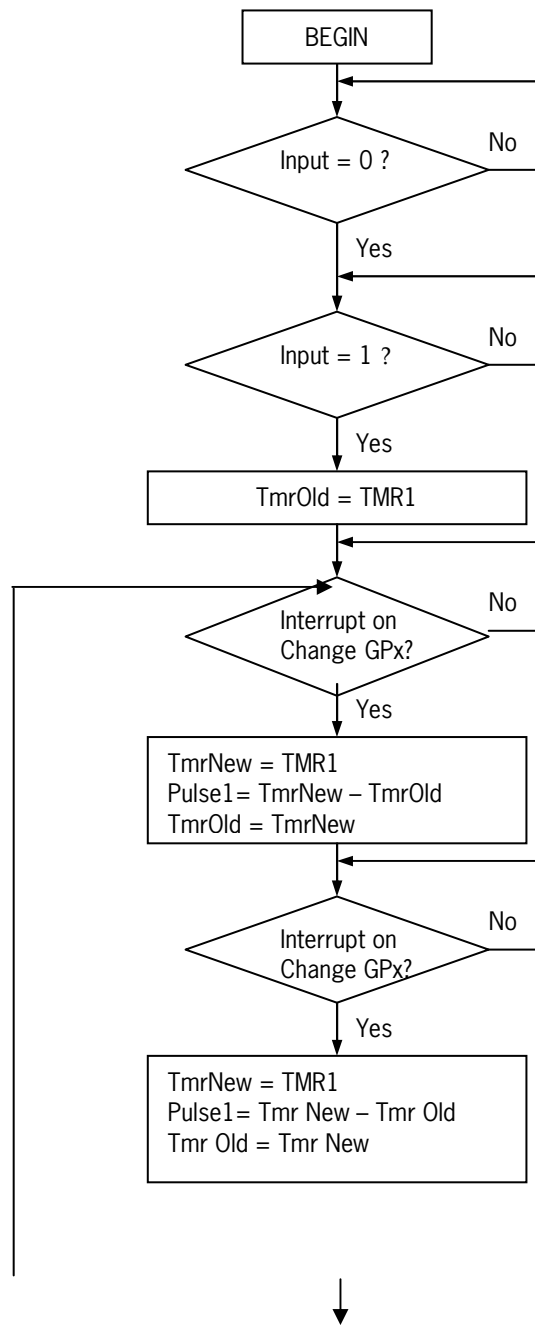 BEGIN
Input = 0 ?
No
Yes
Input = 1 ?
No
Yes
TmrOld = TMR1
Interrupt on
Change GPx?
No
Yes
TmrNew = TMR1
Pulse1= TmrNew – TmrOld
TmrOld = TmrNew
Interrupt on
Change GPx?
No
Yes
TmrNew = TMR1
Pulse1= Tmr New – Tmr Old
Tmr Old = Tmr New